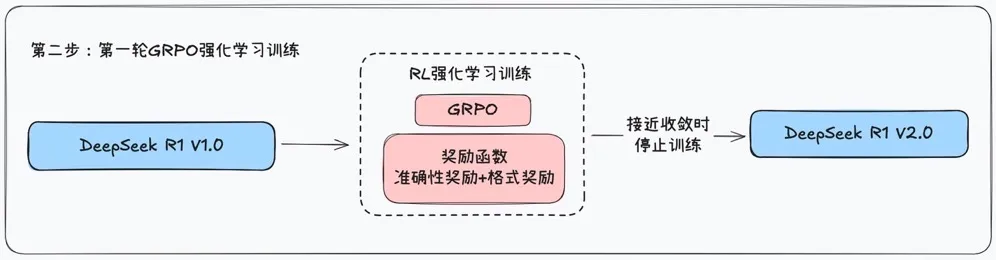 第二步：第一轮GRPO强化学习训练
RL强化学习训练
GRPO
DeepSeek R1 V1.0
奖励函数
准确性奖励+格式奖励
接近收敛时
停止训练
DeepSeek R1 V2.0